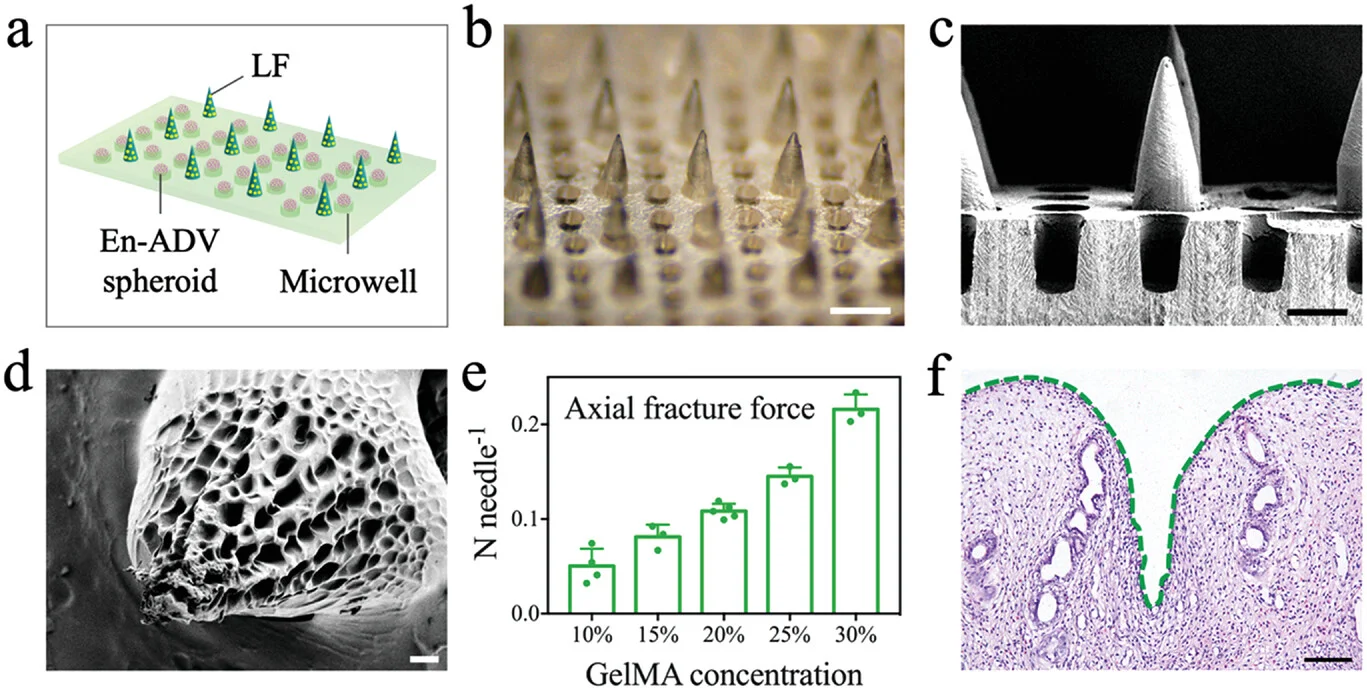 a
LF
En-ADV
spheroid
Microwell
b
c
d
e
Axial fracture force
N needle-1
0.2
0.1
0.0
10%
15%
20%
25%
30%
GelMA concentration
f